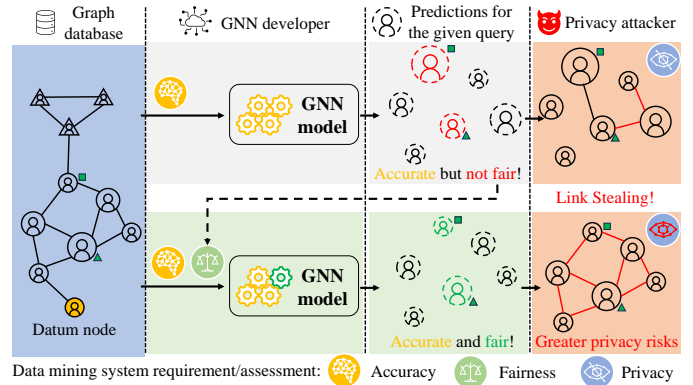 Graph
database
GNN developer
Predictions for
the given query
Privacy attacker
GNN
model
Accurate but not fair!
Link Stealing!
GNN
model
Datum node
Accurate and fair!
Greater privacy risks
Data mining system requirement/assessment: Accuracy Fairness Privacy